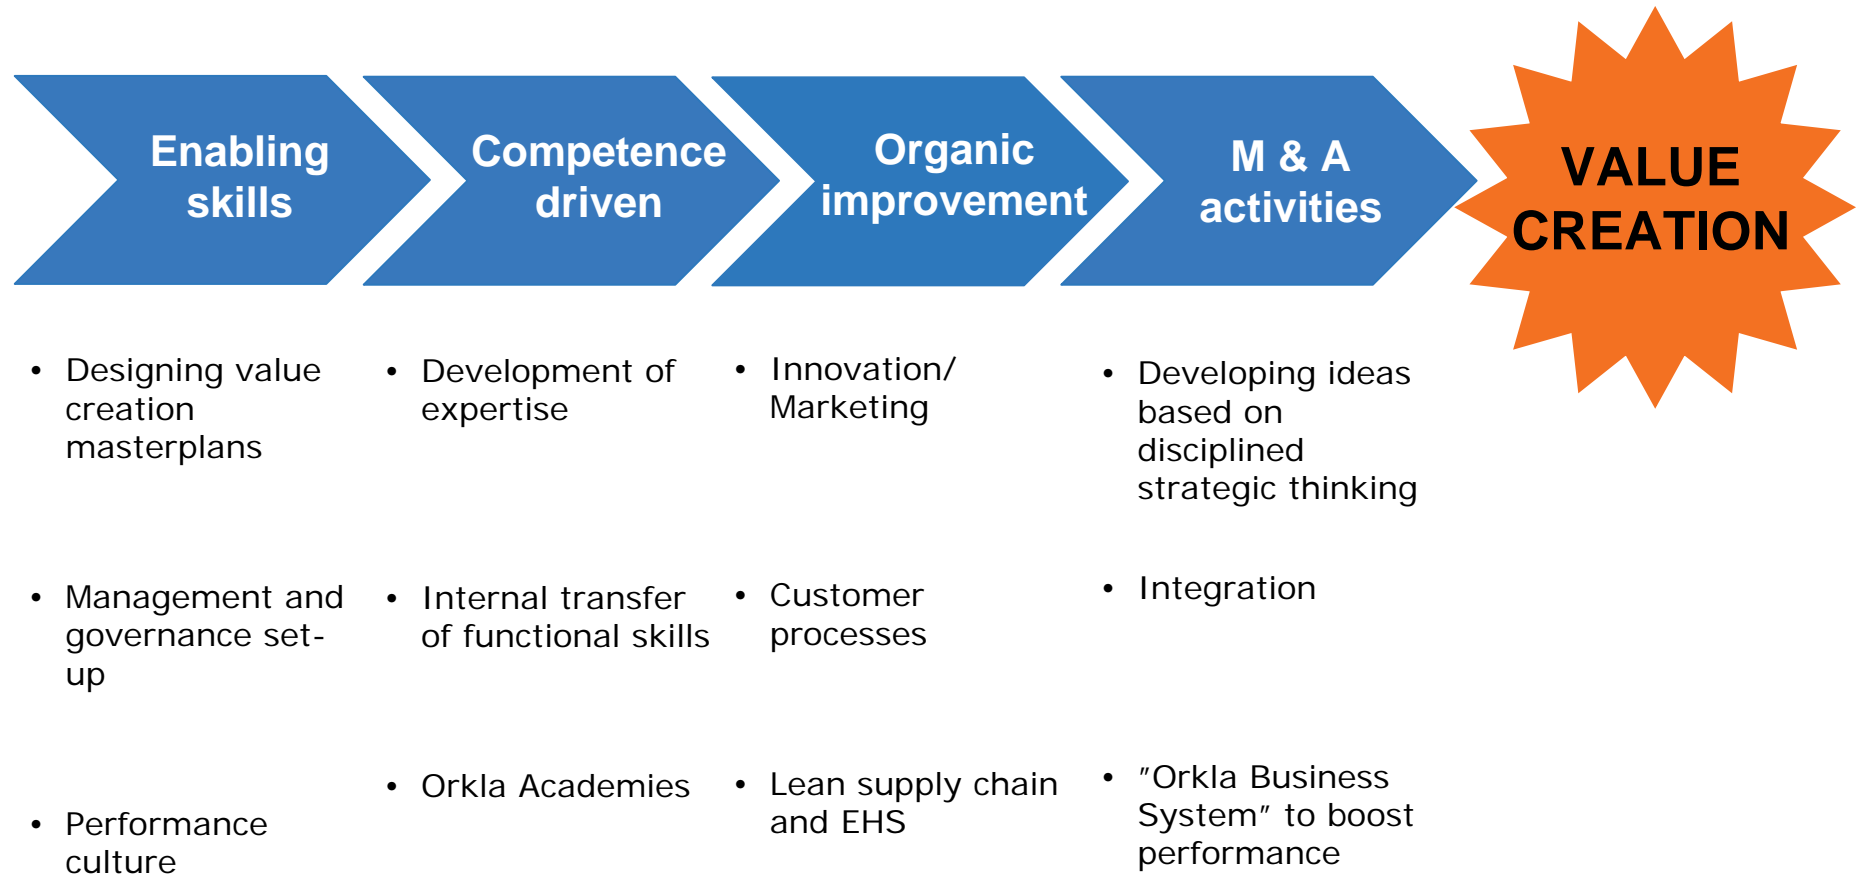 Enabling
skills
Competence
driven
Organic
improvement
M & A
activities
VALUE
CREATION
• Designing value
creation
masterplans
• Management and
governance set-
up
• Performance
culture
• Development of
expertise
• Internal transfer
of functional skills
• Orkla Academies
• Innovation/
Marketing
• Customer
processes
• Lean supply chain
and EHS
• Developing ideas
based on
disciplined
strategic thinking
• Integration
• ″Orkla Business
System″ to boost
performance